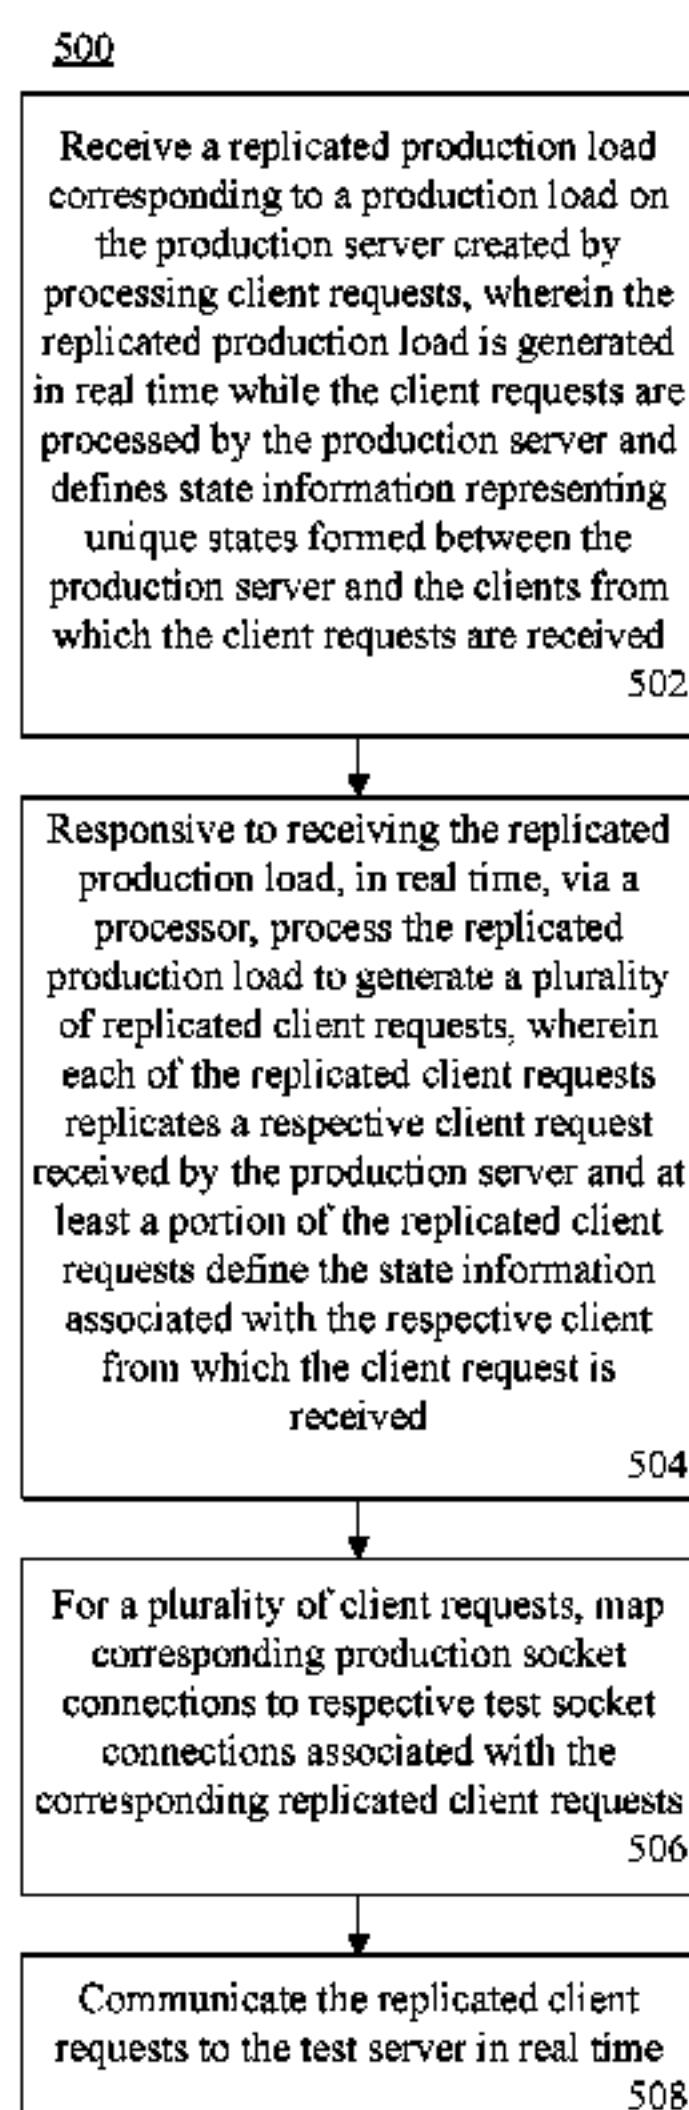 500
Receive a replicated production load
corresponding to a production load on
the production server created by
processing client requests, wherein the
replicated production load is generated
in real time while the client requests are
processed by the production server and
defines state information representing
unique states formed between the
production server and the clients from
which the client requests are received
502
Responsive to receiving the replicated
production load, in real time, via a
processor, process the replicated
production load to generate a plurality
of replicated client requests, wherein
each of the replicated client requests
replicates a respective client request
received by the production server and at
least a portion of the replicated client
requests define the state information
associated with the respective client
from which the client request is
received
504
For a plurality of client requests, map
corresponding production socket
connections to respective test socket
connections associated with the
corresponding replicated client requests
506
Communicate the replicated client
requests to the test server in real time
508